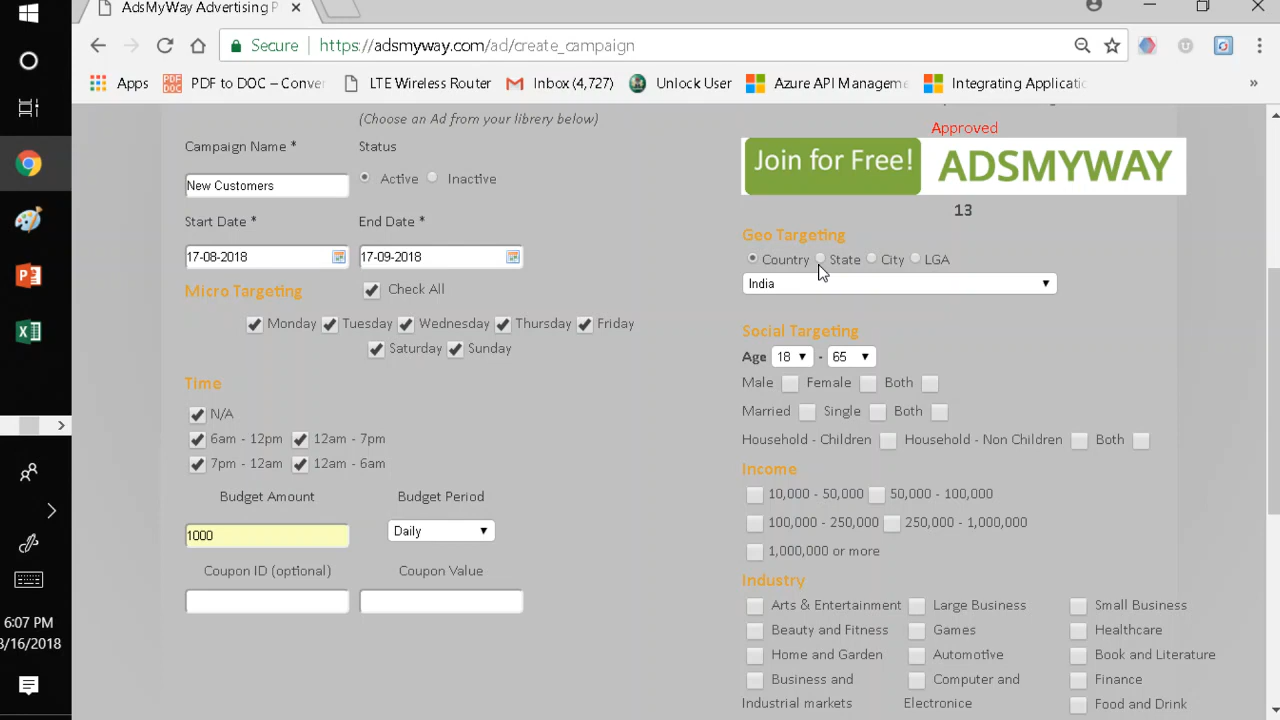 AdsMyWay Advertising P
Secure https://adsmyway.com/ad/create_campaign
Apps PDF to DOC – Conver LTE Wireless Router Inbox (4,727) Unlock User Azure API Managem Integrating Applicati »
(Choose an Ad from your library below)
Campaign Name * Status
New Customers Active Inactive
Start Date * End Date *
17-08-2018 17-09-2018
Micro Targeting Check All
Monday Tuesday Wednesday Thursday Friday
Saturday Sunday
Time
N/A
6am - 12pm 12am - 7pm
7pm - 12am 12am - 6am
Budget Amount Budget Period
1000 Daily
Coupon ID (optional) Coupon Value
Approved
Join for Free! ADSMYWAY
13
Geo Targeting
Country State City LGA
India
Social Targeting
Age 18 - 65
Male Female Both
Married Single Both
Household - Children Household - Non Children Both
Income
10,000 - 50,000 50,000 - 100,000
100,000 - 250,000 250,000 - 1,000,000
1,000,000 or more
Industry
Arts & Entertainment Large Business Small Business
Beauty and Fitness Games Healthcare
Home and Garden Automotive Book and Literature
Business and Computer and Finance
Industrial markets Electronice Food and Drink
6:07 PM
8/16/2018